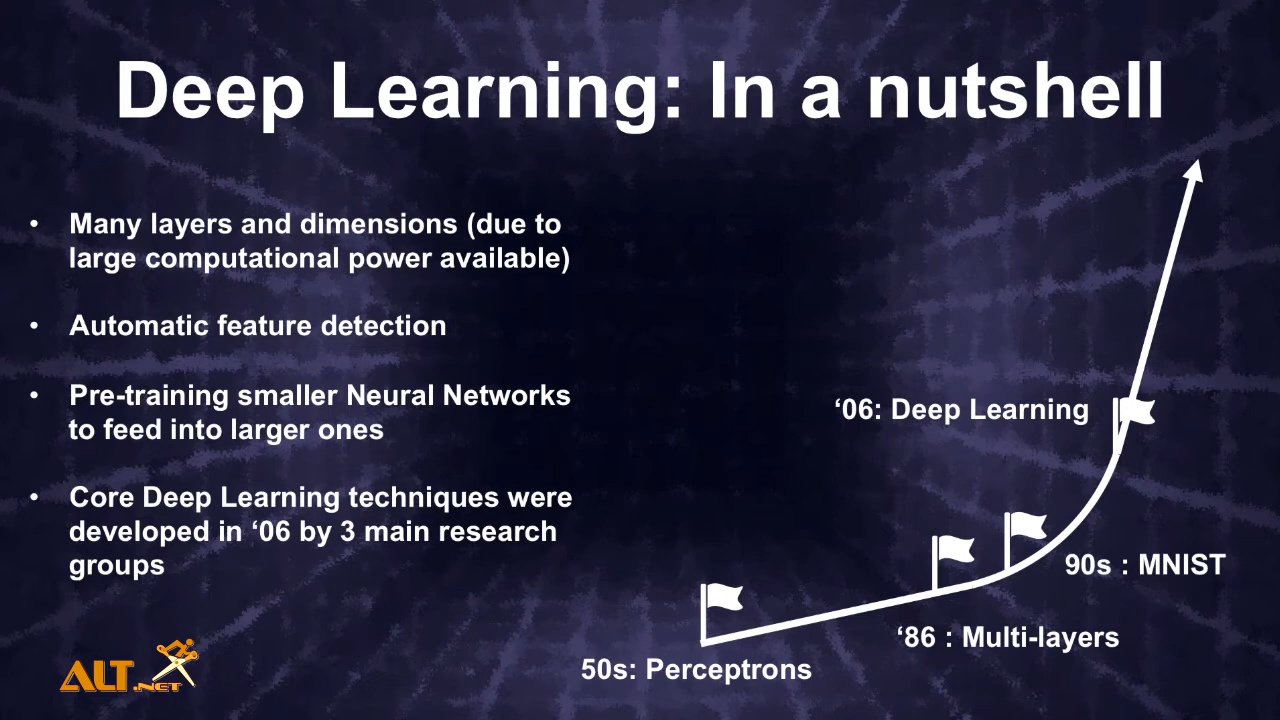 Deep Learning: In a nutshell
• Many layers and dimensions (due to
large computational power available)
• Automatic feature detection
• Pre-training smaller Neural Networks
to feed into larger ones
• Core Deep Learning techniques were
developed in ‘06 by 3 main research
groups
‘06: Deep Learning
90s : MNIST
‘86 : Multi-layers
50s: Perceptrons
ALT.NET